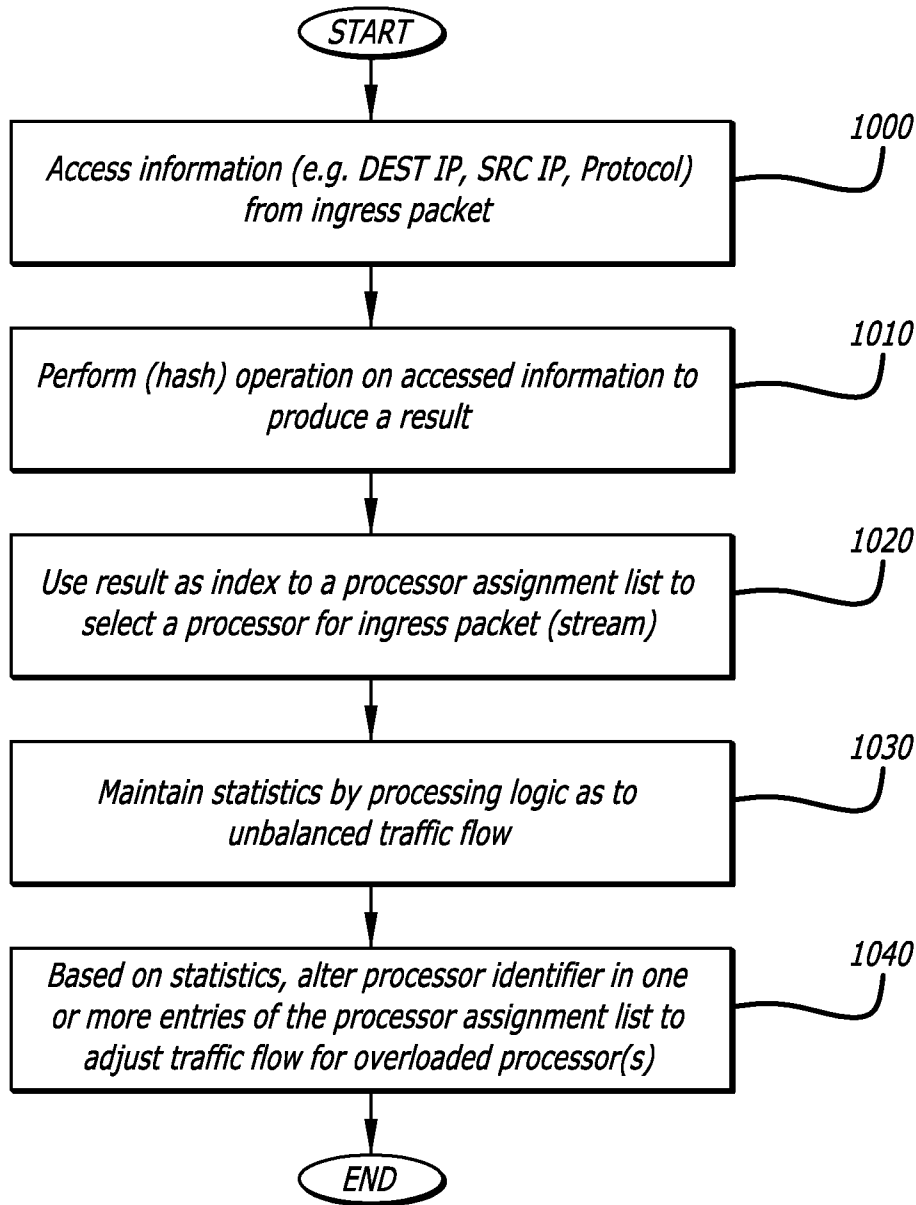 START
1000
Access information (e.g. DEST IP, SRC IP, Protocol)
from ingress packet
1010
Perform (hash) operation on accessed information to
produce a result
1020
Use result as index to a processor assignment list to
select a processor for ingress packet (stream)
1030
Maintain statistics by processing logic as to
unbalanced traffic flow
1040
Based on statistics, alter processor identifier in one
or more entries of the processor assignment list to
adjust traffic flow for overloaded processor(s)
END